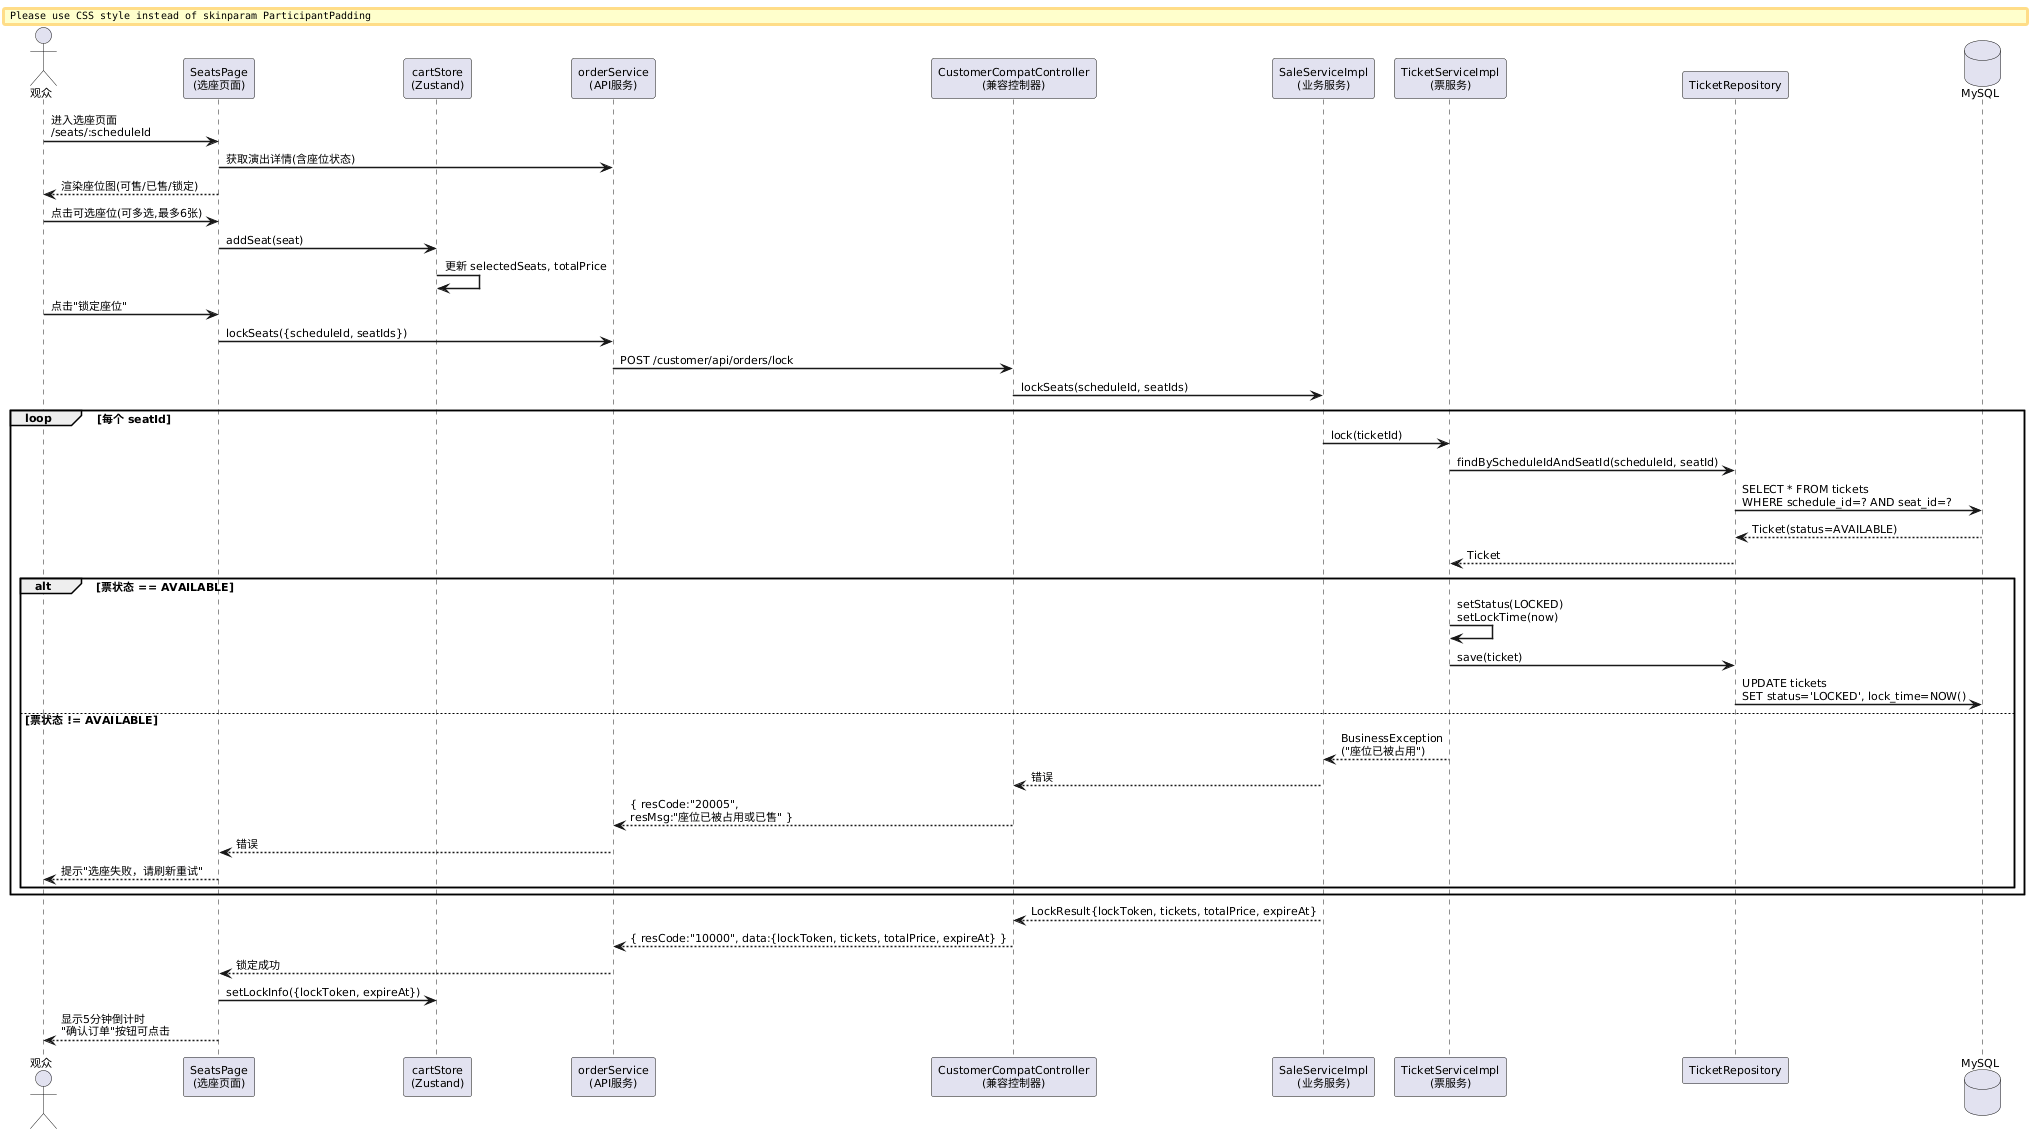 Please use CSS style instead of skinparam ParticipantPadding
观众
SeatsPage
(选座页面)
cartStore
(Zustand)
orderService
(API服务)
CustomerCompatController
(兼容控制器)
SaleServiceImpl
(业务服务)
TicketServiceImpl
(票服务)
TicketRepository
MySQL
进入选座页面
/seats/:scheduleId
获取演出详情(含座位状态)
渲染座位图(可售/已售/锁定)
点击可选座位(可多选,最多6张)
addSeat(seat)
更新 selectedSeats, totalPrice
点击"锁定座位"
lockSeats({scheduleId, seatIds})
POST /customer/api/orders/lock
lockSeats(scheduleId, seatIds)
loop [每个 seatId]
lock(ticketId)
findByScheduleIdAndSeatId(scheduleId, seatId)
SELECT * FROM tickets
WHERE schedule_id=? AND seat_id=?
Ticket(status=AVAILABLE)
Ticket
alt [票状态 == AVAILABLE]
setStatus(LOCKED)
setLockTime(now)
save(ticket)
UPDATE tickets
SET status='LOCKED', lock_time=NOW()
[票状态 != AVAILABLE]
BusinessException
("座位已被占用")
错误
{ resCode:"20005",
resMsg:"座位已被占用或已售" }
错误
提示"选座失败，请刷新重试"
LockResult{lockToken, tickets, totalPrice, expireAt}
{ resCode:"10000", data:{lockToken, tickets, totalPrice, expireAt} }
锁定成功
setLockInfo({lockToken, expireAt})
显示5分钟倒计时
"确认订单"按钮可点击
观众
SeatsPage
(选座页面)
cartStore
(Zustand)
orderService
(API服务)
CustomerCompatController
(兼容控制器)
SaleServiceImpl
(业务服务)
TicketServiceImpl
(票服务)
TicketRepository
MySQL